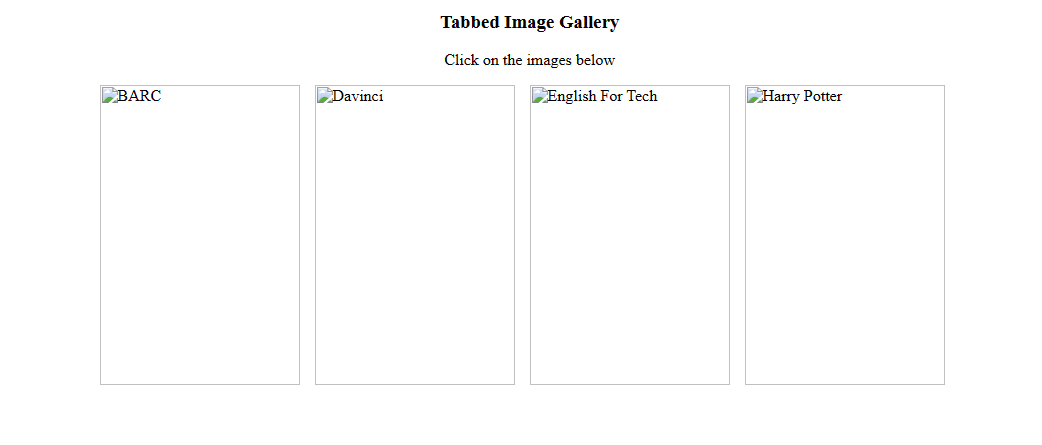 Tabbed Image Gallery
Click on the images below
BARC
Davinci
English For Tech
Harry Potter